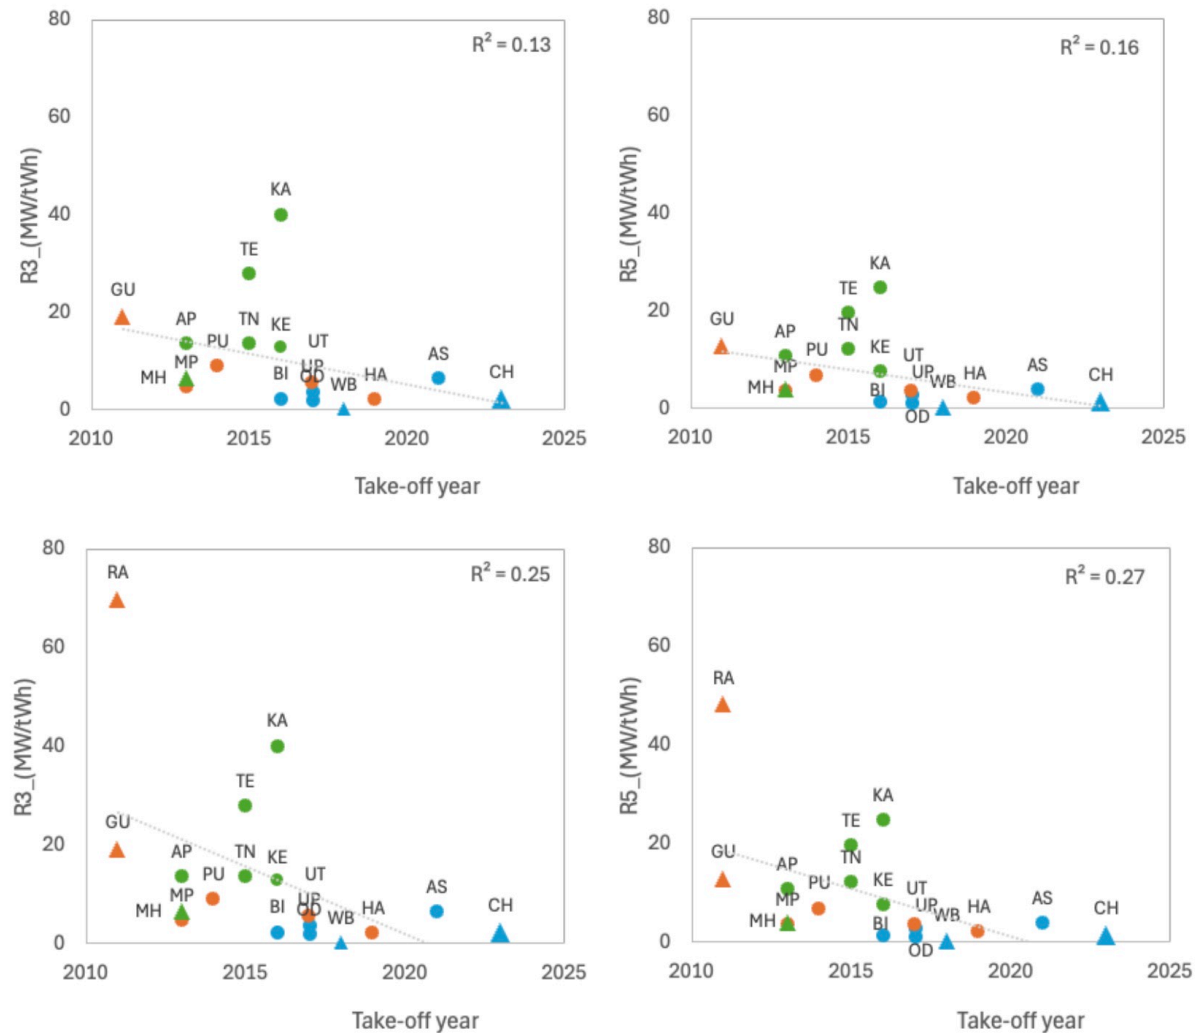 80
R² = 0.13
60
KA
40
TE
GU
20
AP
PU
TN
KE
UT
MP
MH
BI
UP
OD
WB
HA
AS
CH
0
2010
2015
2020
2025
R3_(MW/tWh)
Take-off year
80
R² = 0.16
60
40
KA
TE
GU
20
AP
TN
PU
KE
UT
MP
MH
BI
UP
WB
HA
AS
CH
OD
0
2010
2015
2020
2025
R5_(MW/tWh)
Take-off year
80
RA
R² = 0.25
60
KA
40
TE
GU
20
AP
PU
TN
KE
UT
MP
MH
BI
UP
OD
WB
HA
AS
CH
0
2010
2015
2020
2025
R3_(MW/tWh)
Take-off year
80
R² = 0.27
60
RA
40
KA
TE
20
GU
AP
TN
PU
KE
UT
MP
MH
BI
UP
WB
HA
AS
CH
OD
0
2010
2015
2020
2025
R5_(MW/tWh)
Take-off year